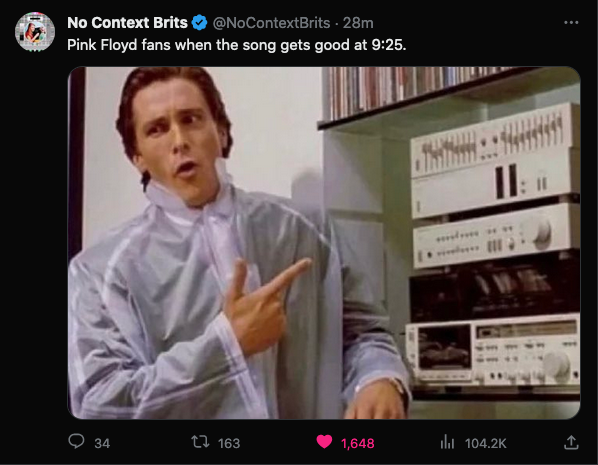 No Context Brits @NoContextBrits · 28m
Pink Floyd fans when the song gets good at 9:25.
34 163 1,648 104.2K